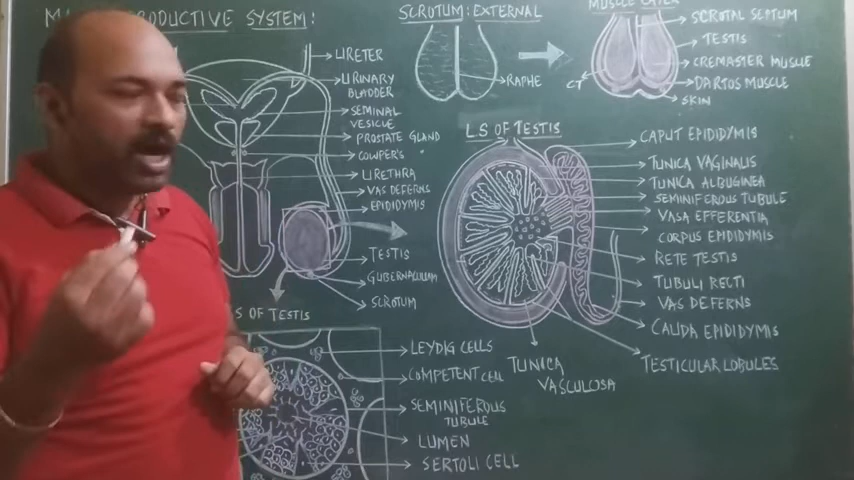 REPRODUCTIVE SYSTEM:
URETER
URINARY
BLADDER
SEMINAL
VESICLE
PROSTATE GLAND
COWPER'S
URETHRA
VAS DEFERNS
EPIDIDYMIS
TESTIS
GUBERNACULUM
SCROTUM
SCROTUM: EXTERNAL
RAPHE
MUSCLE LAYER
SCROTAL SEPTUM
TESTIS
CREMASTER MUSCLE
DARTOS MUSCLE
SKIN
CT
LS OF TESTIS
CAPUT EPIDIDYMIS
TUNICA VAGINALIS
TUNICA ALBUGINEA
SEMINIFEROUS TUBULE
VASA EFFERENTIA
CORPUS EPIDIDYMIS
RETE TESTIS
TUBULI RECTI
VAS DEFERNS
CAUDA EPIDIDYMIS
TESTICULAR LOBULES
TUNICA
VASCULOSA
S OF TESTIS
LEYDIG CELLS
COMPETENT CELL
SEMINIFEROUS
TUBULE
LUMEN
SERTOLI CELL